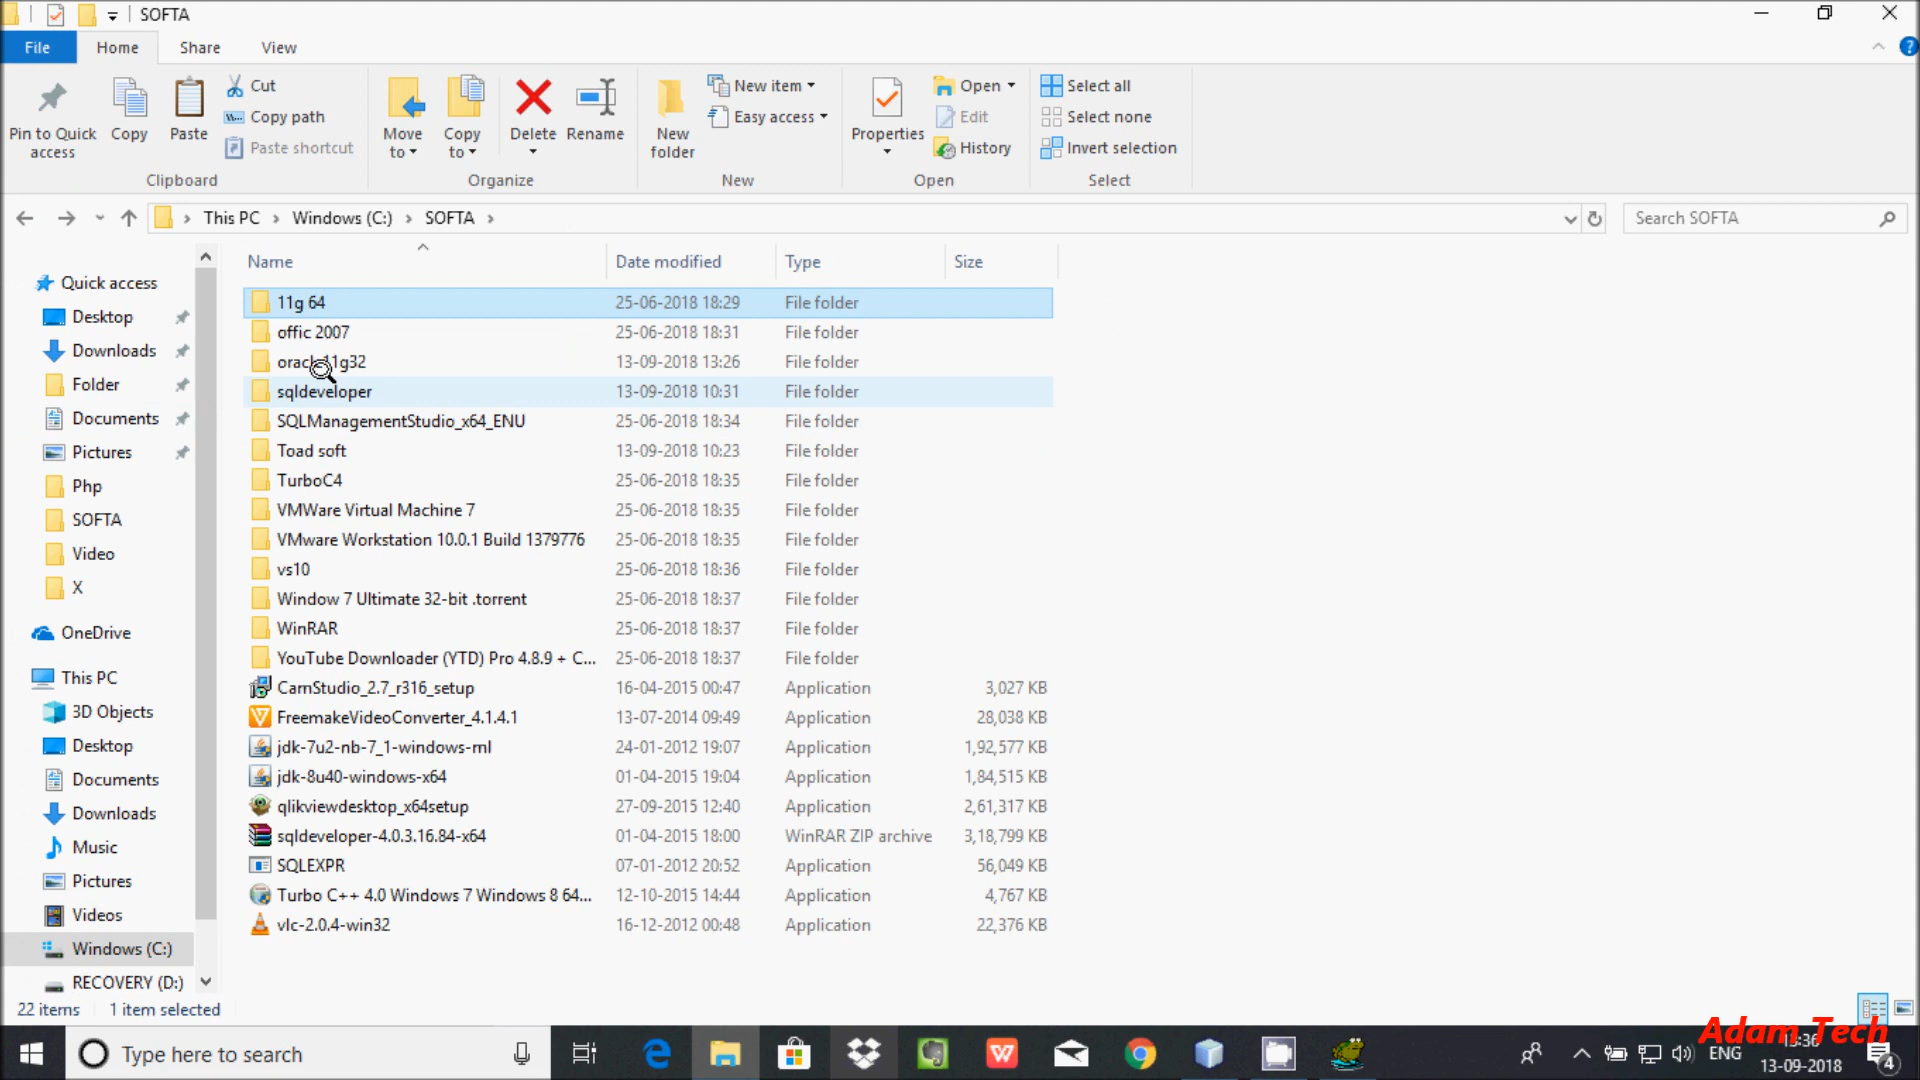 SOFTA
File Home Share View
Pin to Quick access
Copy
Paste
Cut
Copy path
Paste shortcut
Clipboard
Move to
Copy to
Delete
Rename
Organize
New folder
New item
Easy access
New
Properties
Open
Edit
History
Open
Select all
Select none
Invert selection
Select
This PC > Windows (C:) > SOFTA >
Search SOFTA
Name Date modified Type Size
11g 64 25-06-2018 18:29 File folder
offic 2007 25-06-2018 18:31 File folder
13-09-2018 13:26 File folder
sqldeveloper 13-09-2018 10:31 File folder
SQLManagementStudio_x64_ENU 25-06-2018 18:34 File folder
Toad soft 13-09-2018 10:23 File folder
TurboC4 25-06-2018 18:35 File folder
VMWare Virtual Machine 7 25-06-2018 18:35 File folder
VMware Workstation 10.0.1 Build 1379776 25-06-2018 18:35 File folder
vs10 25-06-2018 18:36 File folder
Window 7 Ultimate 32-bit .torrent 25-06-2018 18:37 File folder
WinRAR 25-06-2018 18:37 File folder
YouTube Downloader (YTD) Pro 4.8.9 + C... 25-06-2018 18:37 File folder
CamStudio_2.7_r316_setup 16-04-2015 00:47 Application 3,027 KB
FreemakeVideoConverter_4.1.4.1 13-07-2014 09:49 Application 28,038 KB
jdk-7u2-nb-7_1-windows-ml 24-01-2012 19:07 Application 1,92,577 KB
jdk-8u40-windows-x64 01-04-2015 19:04 Application 1,84,515 KB
qlikviewdesktop_x64setup 27-09-2015 12:40 Application 2,61,317 KB
sqldeveloper-4.0.3.16.84-x64 01-04-2015 18:00 WinRAR ZIP archive 3,18,799 KB
SQLEXPR 07-01-2012 20:52 Application 56,049 KB
Turbo C++ 4.0 Windows 7 Windows 8 64... 12-10-2015 14:44 Application 4,767 KB
vlc-2.0.4-win32 16-12-2012 00:48 Application 22,376 KB
Quick access
Desktop
Downloads
Folder
Documents
Pictures
Php
SOFTA
Video
X
OneDrive
This PC
3D Objects
Desktop
Documents
Downloads
Music
Pictures
Videos
Windows (C:)
RECOVERY (D:)
22 items 1 item selected
Adam Tech
Type here to search
ENG
13:36
13-09-2018
4